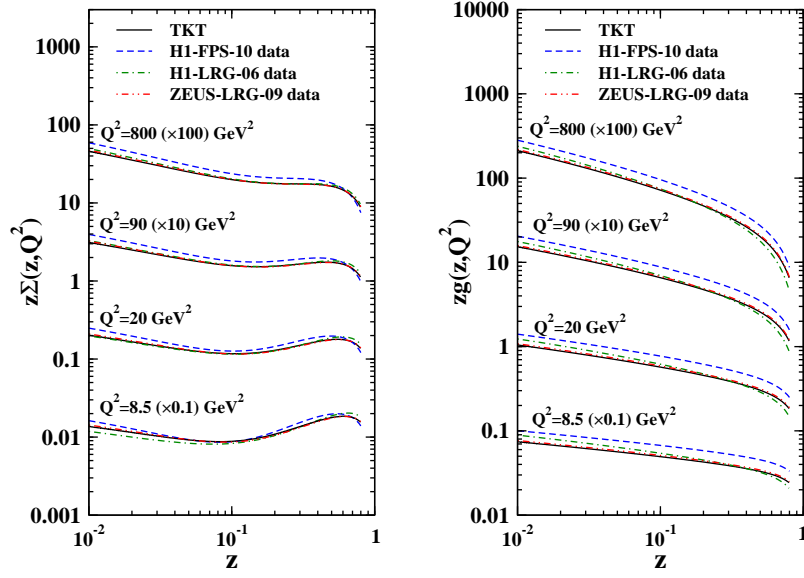 TKT
H1-FPS-10 data
H1-LRG-06 data
ZEUS-LRG-09 data
Q²=800 (×100) GeV²
Q²=90 (×10) GeV²
Q²=20 GeV²
Q²=8.5 (×0.1) GeV²
zΣ(z,Q²)
1000
100
10
1
0.1
0.01
0.001
10⁻²
10⁻¹
1
z
TKT
H1-FPS-10 data
H1-LRG-06 data
ZEUS-LRG-09 data
Q²=800 (×100) GeV²
Q²=90 (×10) GeV²
Q²=20 GeV²
Q²=8.5 (×0.1) GeV²
zg(z,Q²)
10000
1000
100
10
1
0.1
0.01
10⁻²
10⁻¹
1
z